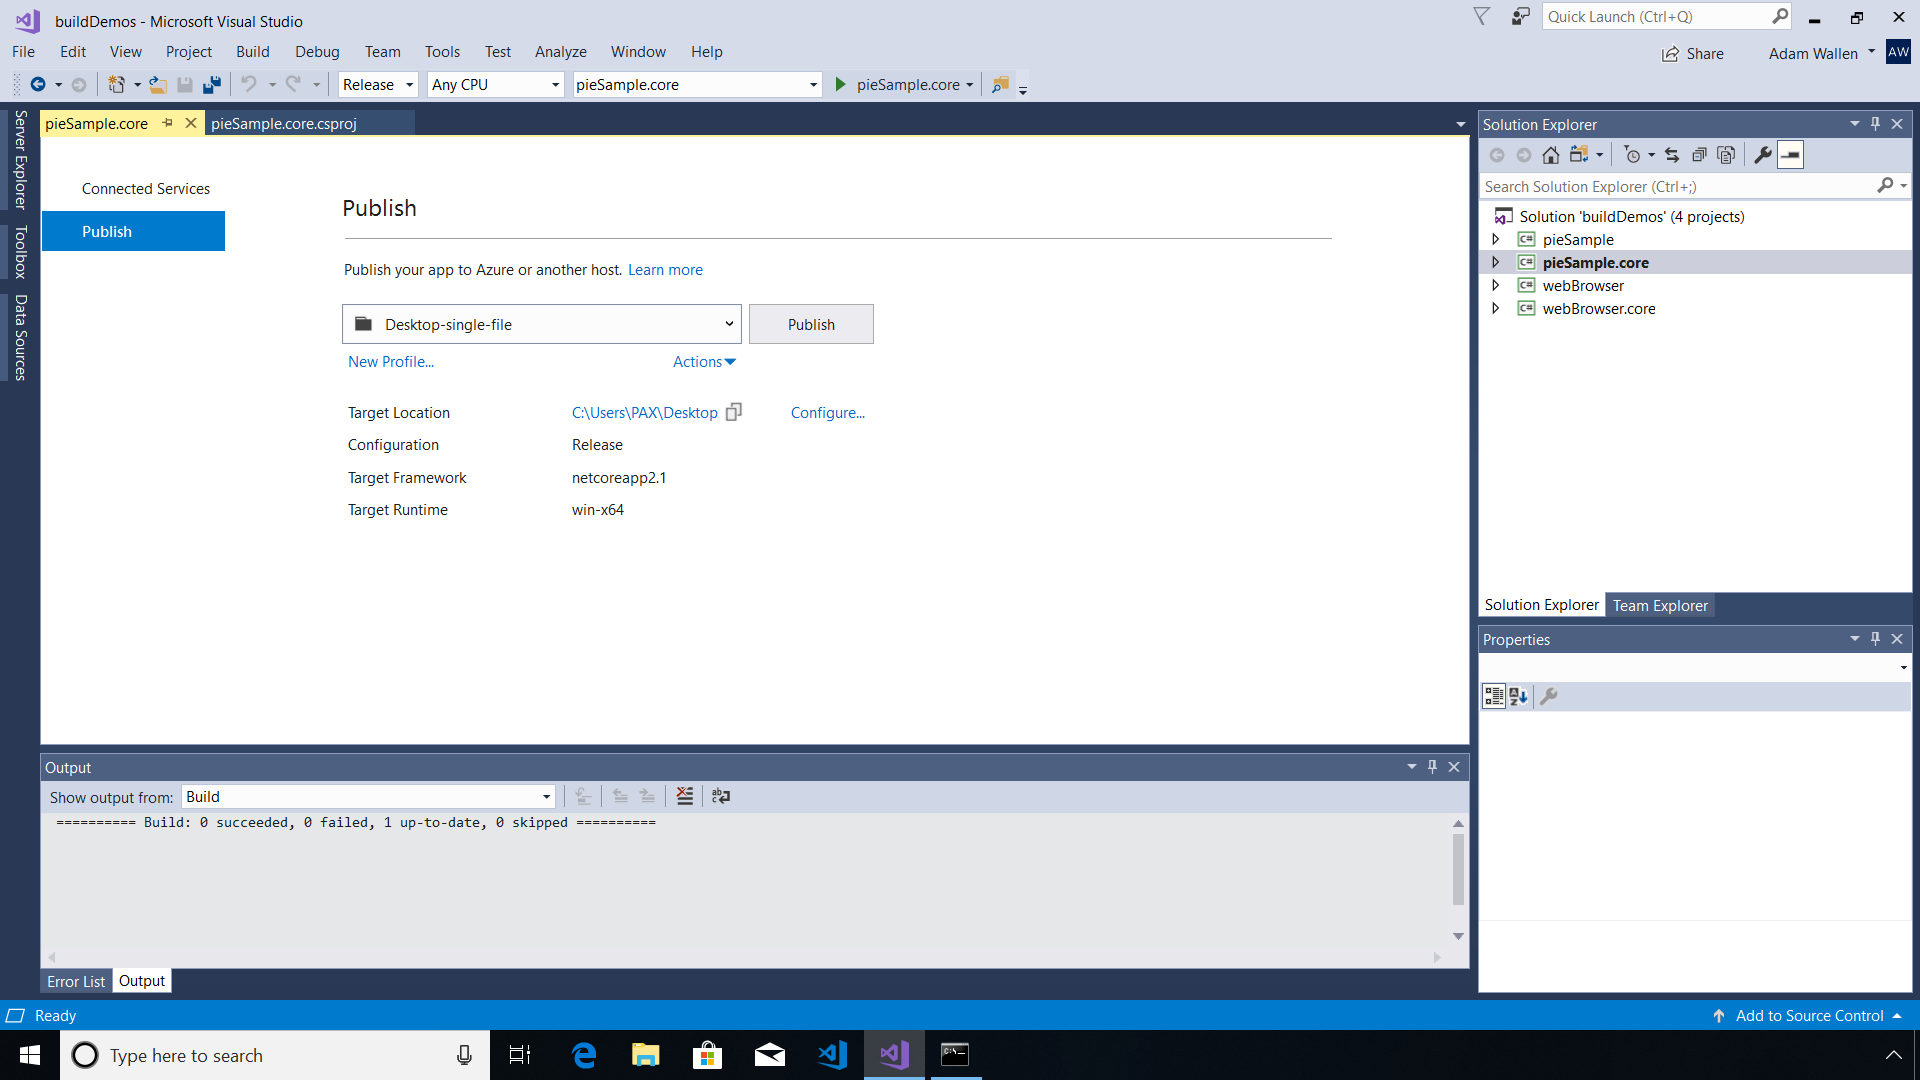 buildDemos - Microsoft Visual Studio
Quick Launch (Ctrl+Q)
File Edit View Project Build Debug Team Tools Test Analyze Window Help
Share
Adam Wallen
AW
Release
Any CPU
pieSample.core
pieSample.core
Server Explorer
Toolbox
Data Sources
pieSample.core
pieSample.core.csproj
Connected Services
Publish
Publish
Publish your app to Azure or another host. Learn more
Desktop-single-file
Publish
New Profile...
Actions
Target Location C:\Users\PAX\Desktop Configure...
Configuration Release
Target Framework netcoreapp2.1
Target Runtime win-x64
Solution Explorer
Search Solution Explorer (Ctrl+;)
Solution 'buildDemos' (4 projects)
C# pieSample
C# pieSample.core
C# webBrowser
C# webBrowser.core
Solution Explorer Team Explorer
Properties
Output
Show output from: Build
========== Build: 0 succeeded, 0 failed, 1 up-to-date, 0 skipped ==========
Error List Output
Ready
Add to Source Control
Type here to search